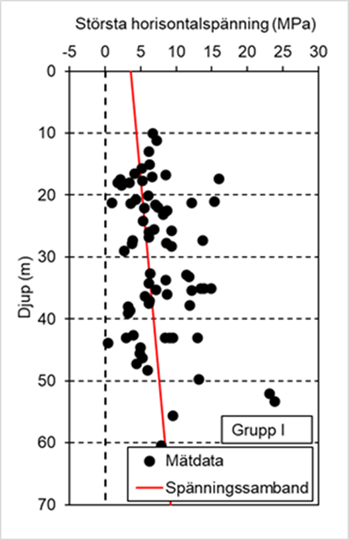 Största horisontalspänning (MPa)
-5 0 5 10 15 20 25 30
0
10
20
30
40
50
60
70
Djup (m)
Grupp I
Mätdata
Spänningssamband